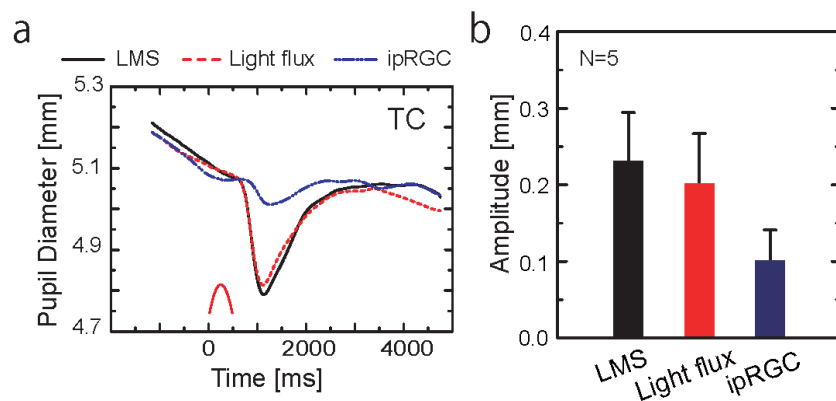 a
LMS Light flux ipRGC
TC
Pupil Diameter [mm]
5.3
5.1
4.9
4.7
0 2000 4000
Time [ms]
b
N=5
Amplitude [mm]
0.4
0.3
0.2
0.1
0.0
LMS
Light flux
ipRGC